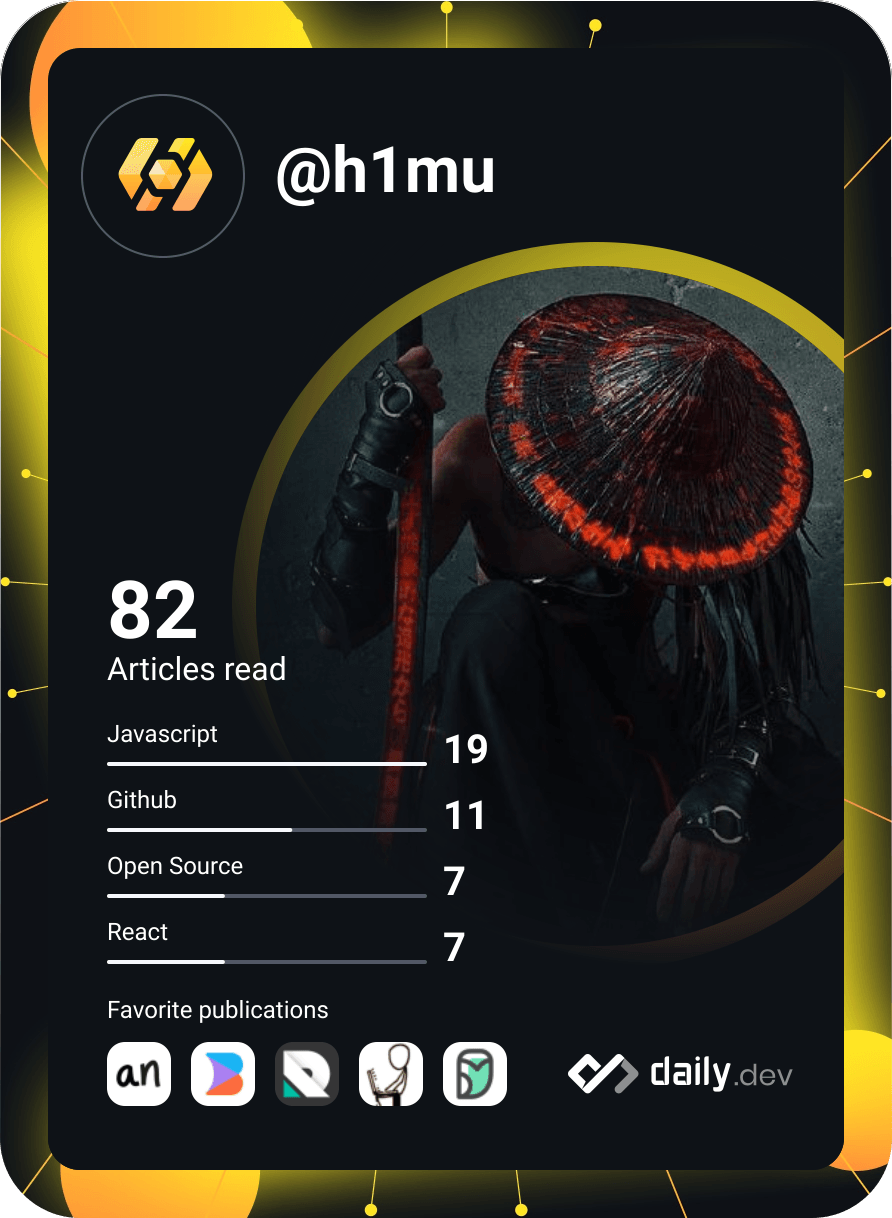 @h1mu
82
Articles read
Javascript
19
Github
11
Open Source
7
React
7
Favorite publications
an
daily.dev